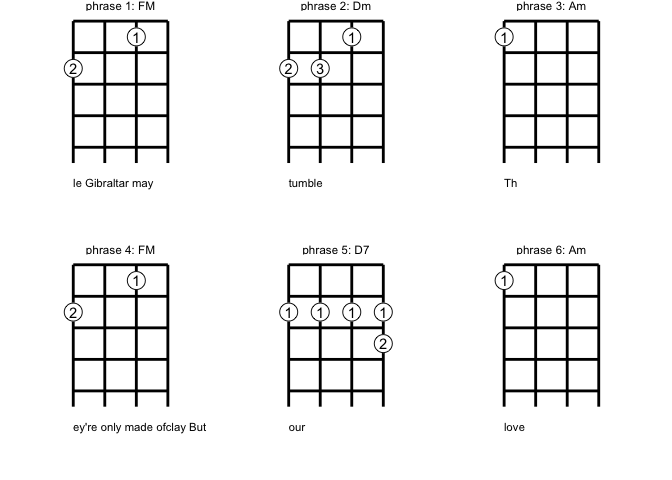 phrase 1: FM
phrase 2: Dm
phrase 3: Am
1
2
1
2 3
1
le Gibraltar may
tumble
Th
phrase 4: FM
phrase 5: D7
phrase 6: Am
1
2
1 1 1 1
2
1
ey're only made ofclay But
our
love